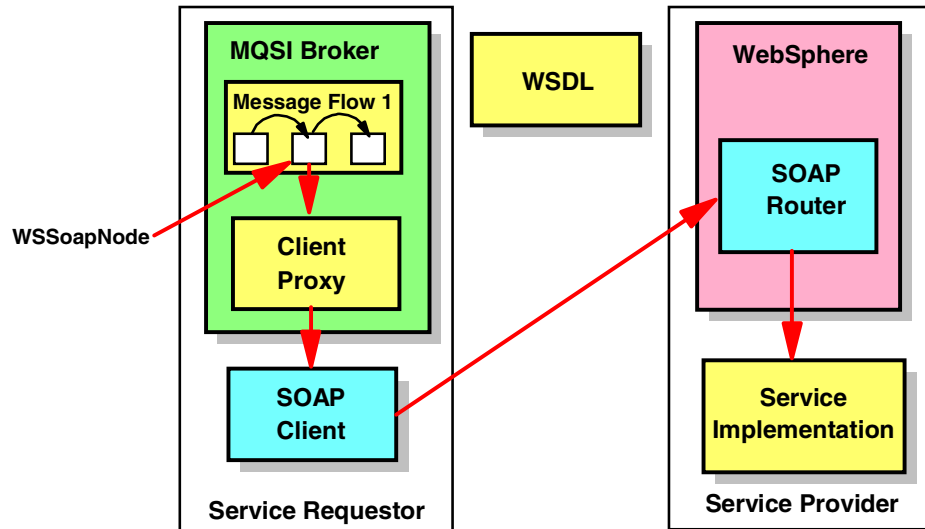 MQSI Broker
Message Flow 1
WSSoapNode
Client
Proxy
SOAP
Client
Service Requestor
WSDL
WebSphere
SOAP
Router
Service
Implementation
Service Provider